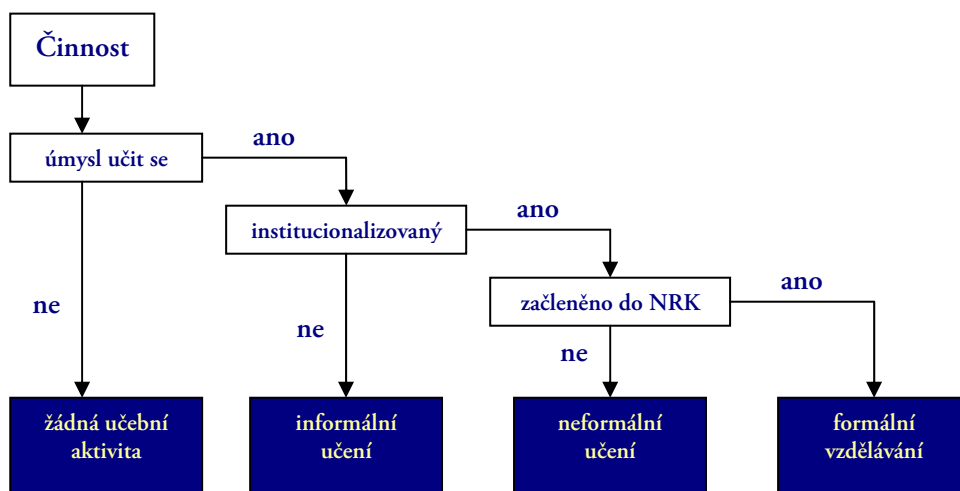 Činnost
ano
úmysl učit se
ano
institucionalizovaný
ano
začleněno do NRK
ne
ne
ne
žádná učební
aktivita
informální
učení
neformální
učení
formální
vzdělávání